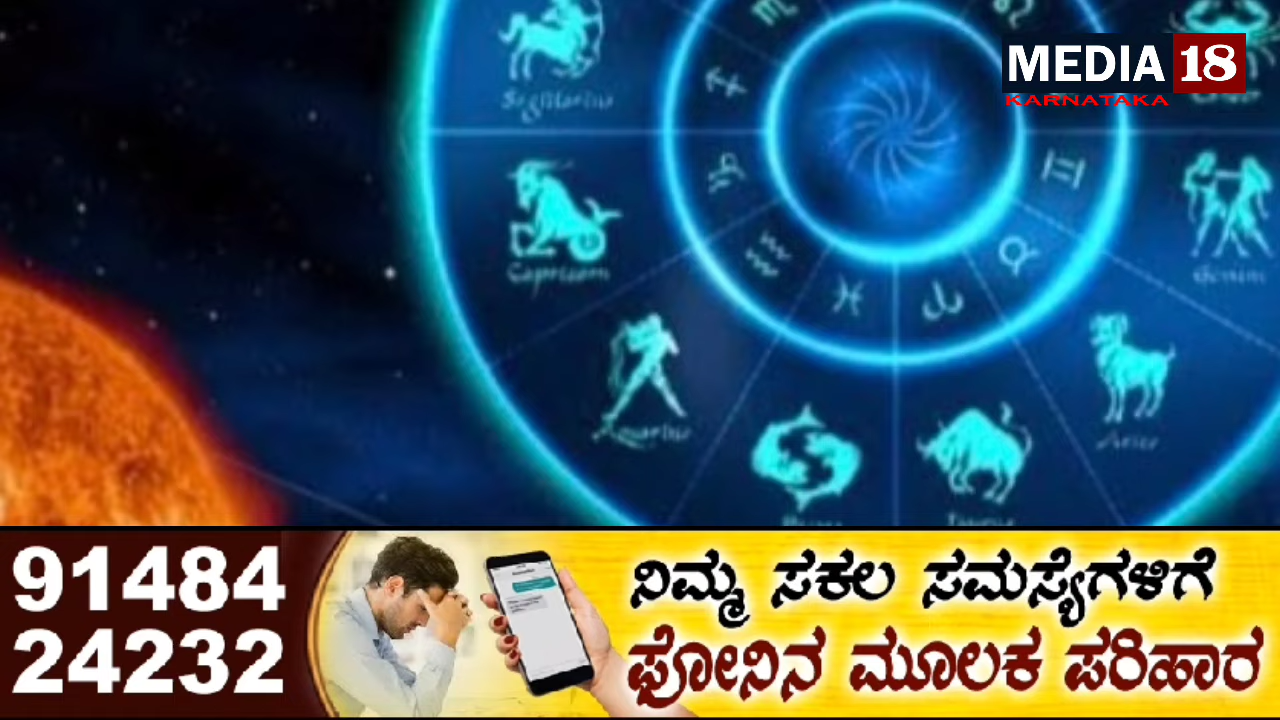 MEDIA 18
KARNATAKA
Sagittarius
Capricorn
Gemini
Aquarius
Aries
91484
24232
ನಿಮ್ಮ ಸಕಲ ಸಮಸ್ಯೆಗಳಿಗೆ
ಫೋನಿನ ಮೂಲಕ ಪರಿಹಾರ